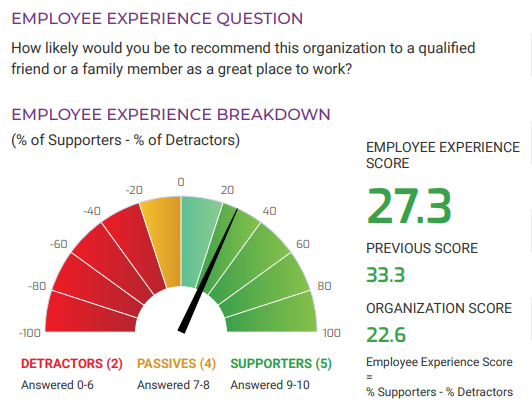 EMPLOYEE EXPERIENCE QUESTION
How likely would you be to recommend this organization to a qualified
friend or a family member as a great place to work?
EMPLOYEE EXPERIENCE BREAKDOWN
(% of Supporters - % of Detractors)
-100
-80
-60
-40
-20
0
20
40
60
80
100
DETRACTORS (2)
Answered 0-6
PASSIVES (4)
Answered 7-8
SUPPORTERS (5)
Answered 9-10
EMPLOYEE EXPERIENCE
SCORE
27.3
PREVIOUS SCORE
33.3
ORGANIZATION SCORE
22.6
Employee Experience Score
=
% Supporters - % Detractors